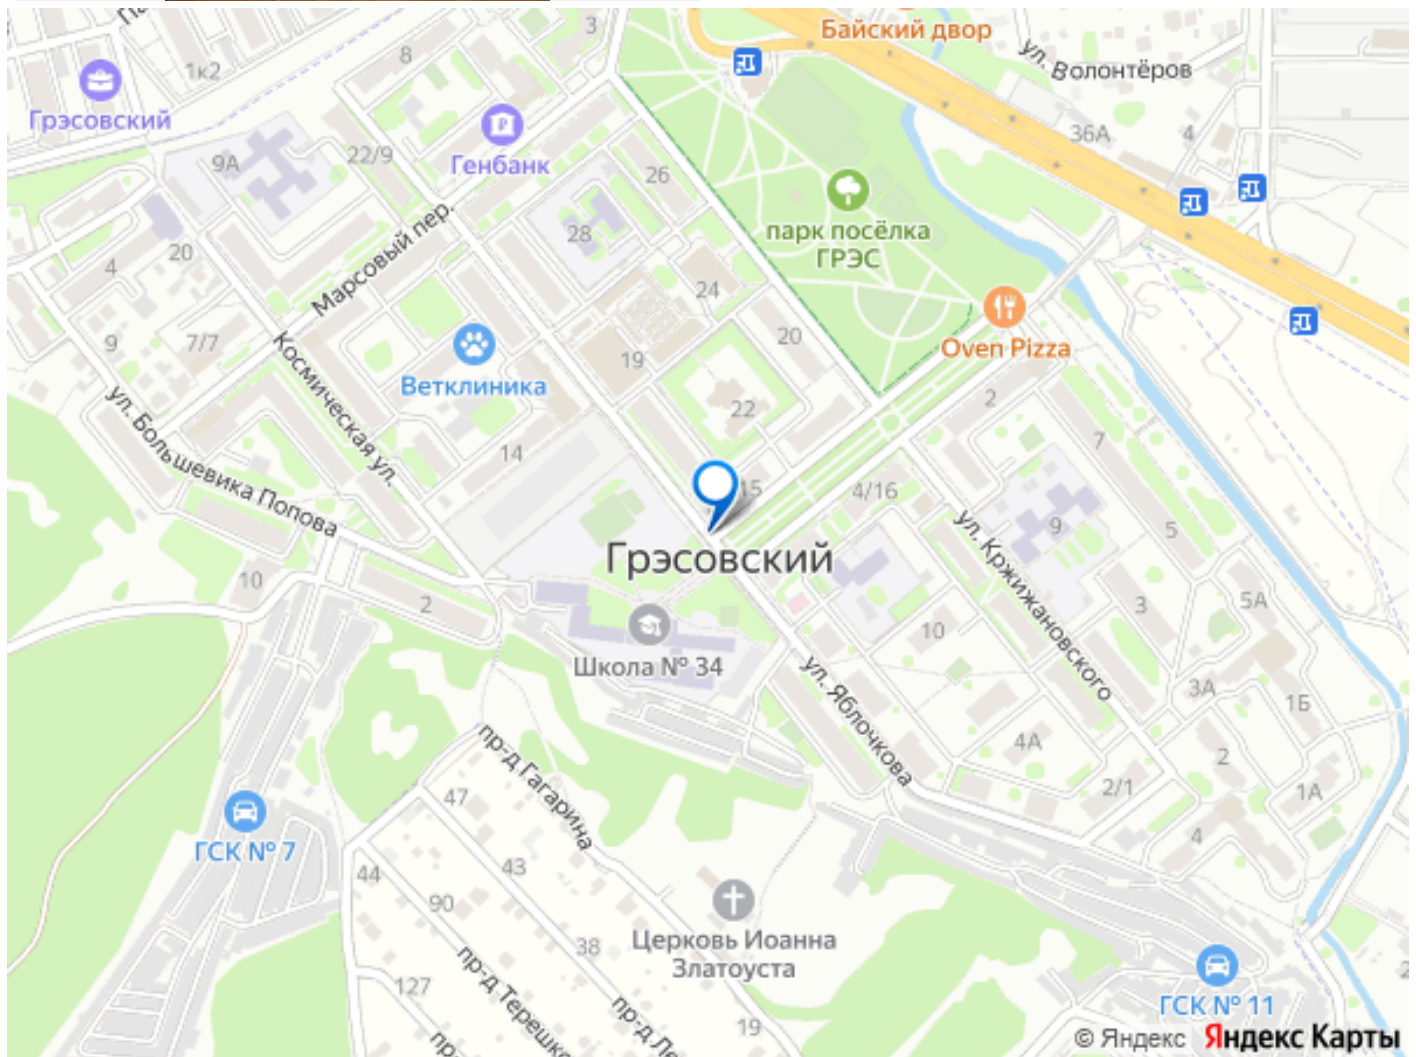 Байский двор
ул. Волонтёров
3
8
1к2
Грэсовский
Генбанк
36А
4
22/9
9А
26
28
парк посёлка
ГРЭС
Марсовый пер.
20
4
24
Oven Pizza
9
7/7
Космическая ул.
Ветклиника
19
20
22
2
7
ул. Большевика Попова
14
15
4/16
5
9
ул. Кржижановского
Грэсовский
10
2
Школа № 34
10
3
5А
3А
1Б
ул. Яблочкова
4А
2
2/1
1А
4
пр-д Гагарина
47
43
44
90
38
127
19
ГСК № 7
Церковь Иоанна
Златоуста
пр-д Терешк
пр-д Ле
ГСК № 11
© Яндекс Яндекс Карты